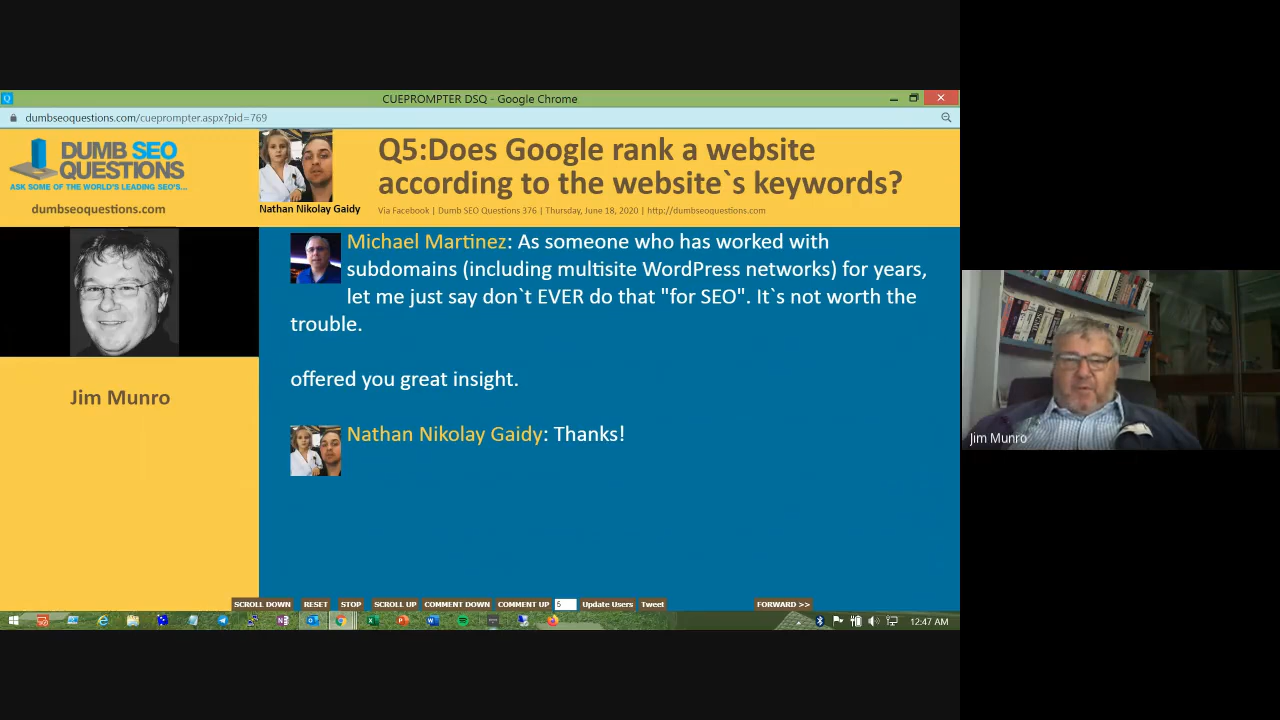 CUEPROMPTER DSQ - Google Chrome
dumbseoquestions.com/cueprompter.aspx?pid=769
DUMB SEO
QUESTIONS
ASK SOME OF THE WORLD'S LEADING SEO'S...
dumbseoquestions.com
Nathan Nikolay Gaidy
Q5:Does Google rank a website
according to the website`s keywords?
Via Facebook | Dumb SEO Questions 376 | Thursday, June 18, 2020 | http://dumbseoquestions.com
Jim Munro
Michael Martinez: As someone who has worked with
subdomains (including multisite WordPress networks) for years,
let me just say don`t EVER do that "for SEO". It`s not worth the
trouble.
offered you great insight.
Nathan Nikolay Gaidy: Thanks!
Jim Munro
SCROLL DOWN RESET STOP SCROLL UP COMMENT DOWN COMMENT UP 5 Update Users Tweet FORWARD >>
12:47 AM